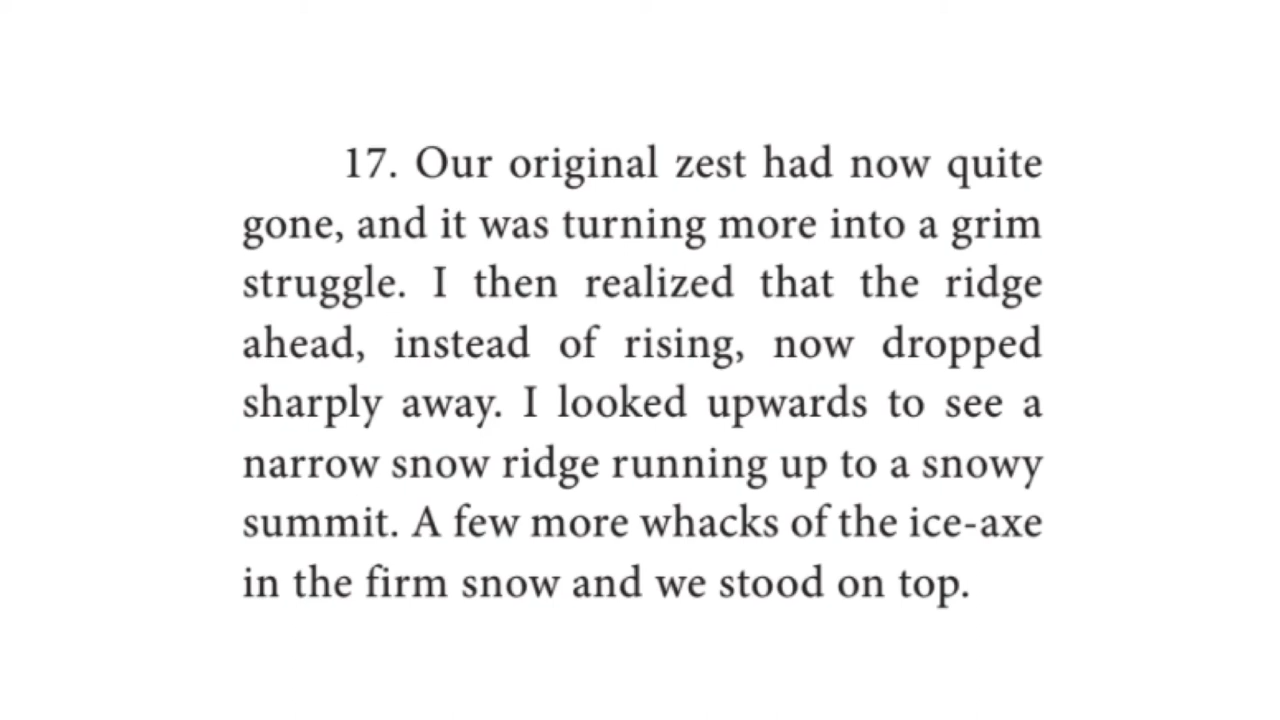 17. Our original zest had now quite
gone, and it was turning more into a grim
struggle. I then realized that the ridge
ahead, instead of rising, now dropped
sharply away. I looked upwards to see a
narrow snow ridge running up to a snowy
summit. A few more whacks of the ice-axe
in the firm snow and we stood on top.